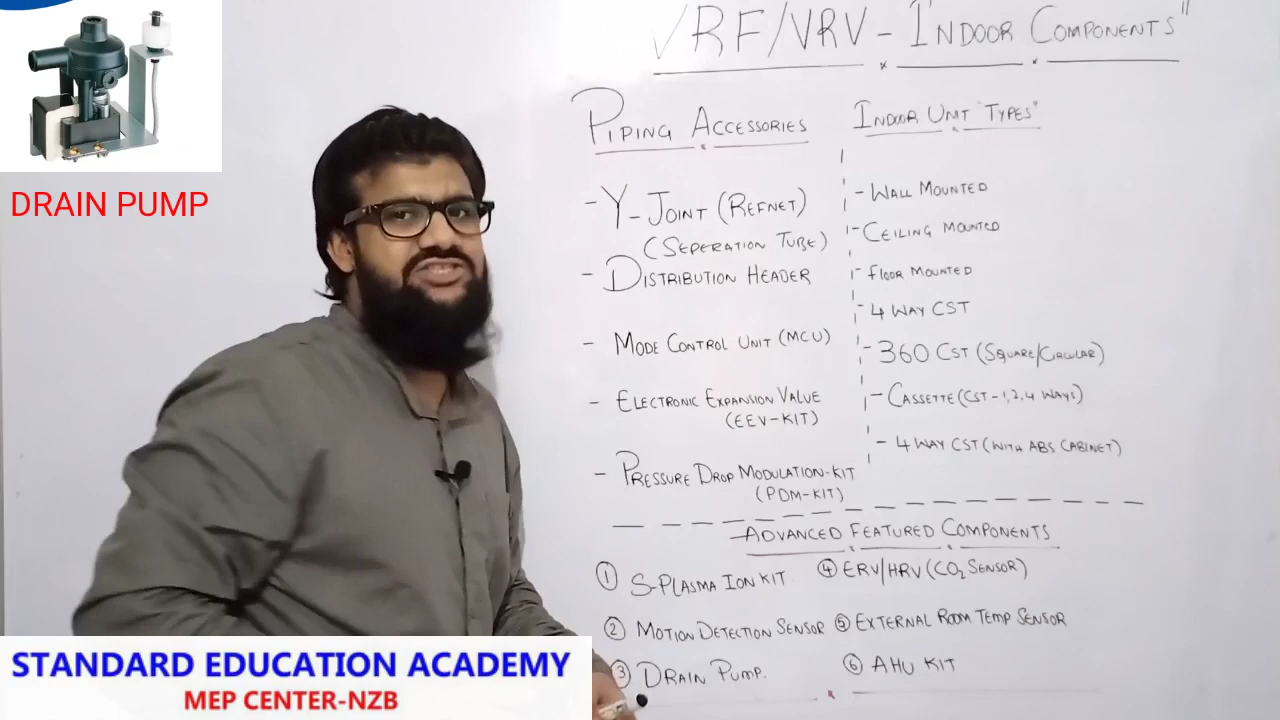 DRAIN PUMP
VRF/VRV - INDOOR COMPONENTS"
PIPING ACCESSORIES
- Y-JOINT (REFNET)
(SEPERATION TUBE)
- DISTRIBUTION HEADER
- MODE CONTROL UNIT (MCU)
- ELECTRONIC EXPANSION VALUE
(EEV-KIT)
- PRESSURE DROP MODULATION-KIT
(PDM-KIT)
INDOOR UNIT "TYPES"
- WALL MOUNTED
- CEILING MOUNTED
- FLOOR MOUNTED
- 4 WAY CST
- 360 CST (SQUARE/CIRCULAR)
- CASSETTE (CST-1,2,4 WAYS)
- 4 WAY CST (WITH ABS CABINET)
ADVANCED FEATURED COMPONENTS
① S-PLASMA ION KIT
② MOTION DETECTION SENSOR
③ DRAIN PUMP.
④ ERV/HRV (CO₂ SENSOR)
⑤ EXTERNAL ROOM TEMP SENSOR
⑥ AHU KIT
STANDARD EDUCATION ACADEMY
MEP CENTER-NZB